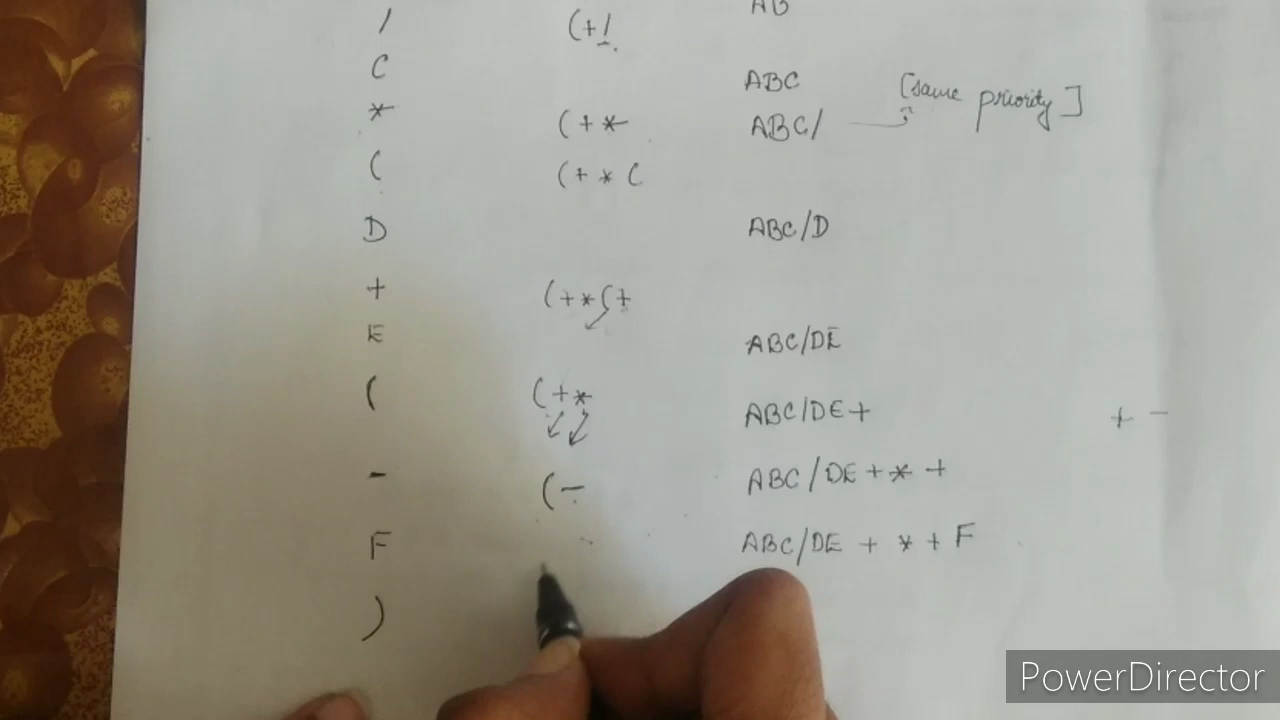 / (+/ AB
C ABC
* (+* ABC/ [same priority]
( (+*(
D ABC/D
+ (+*(+
E ABC/DE
( (+* ABC/DE+ + -
- (- ABC/DE+*+
F ABC/DE+*+F
)
PowerDirector